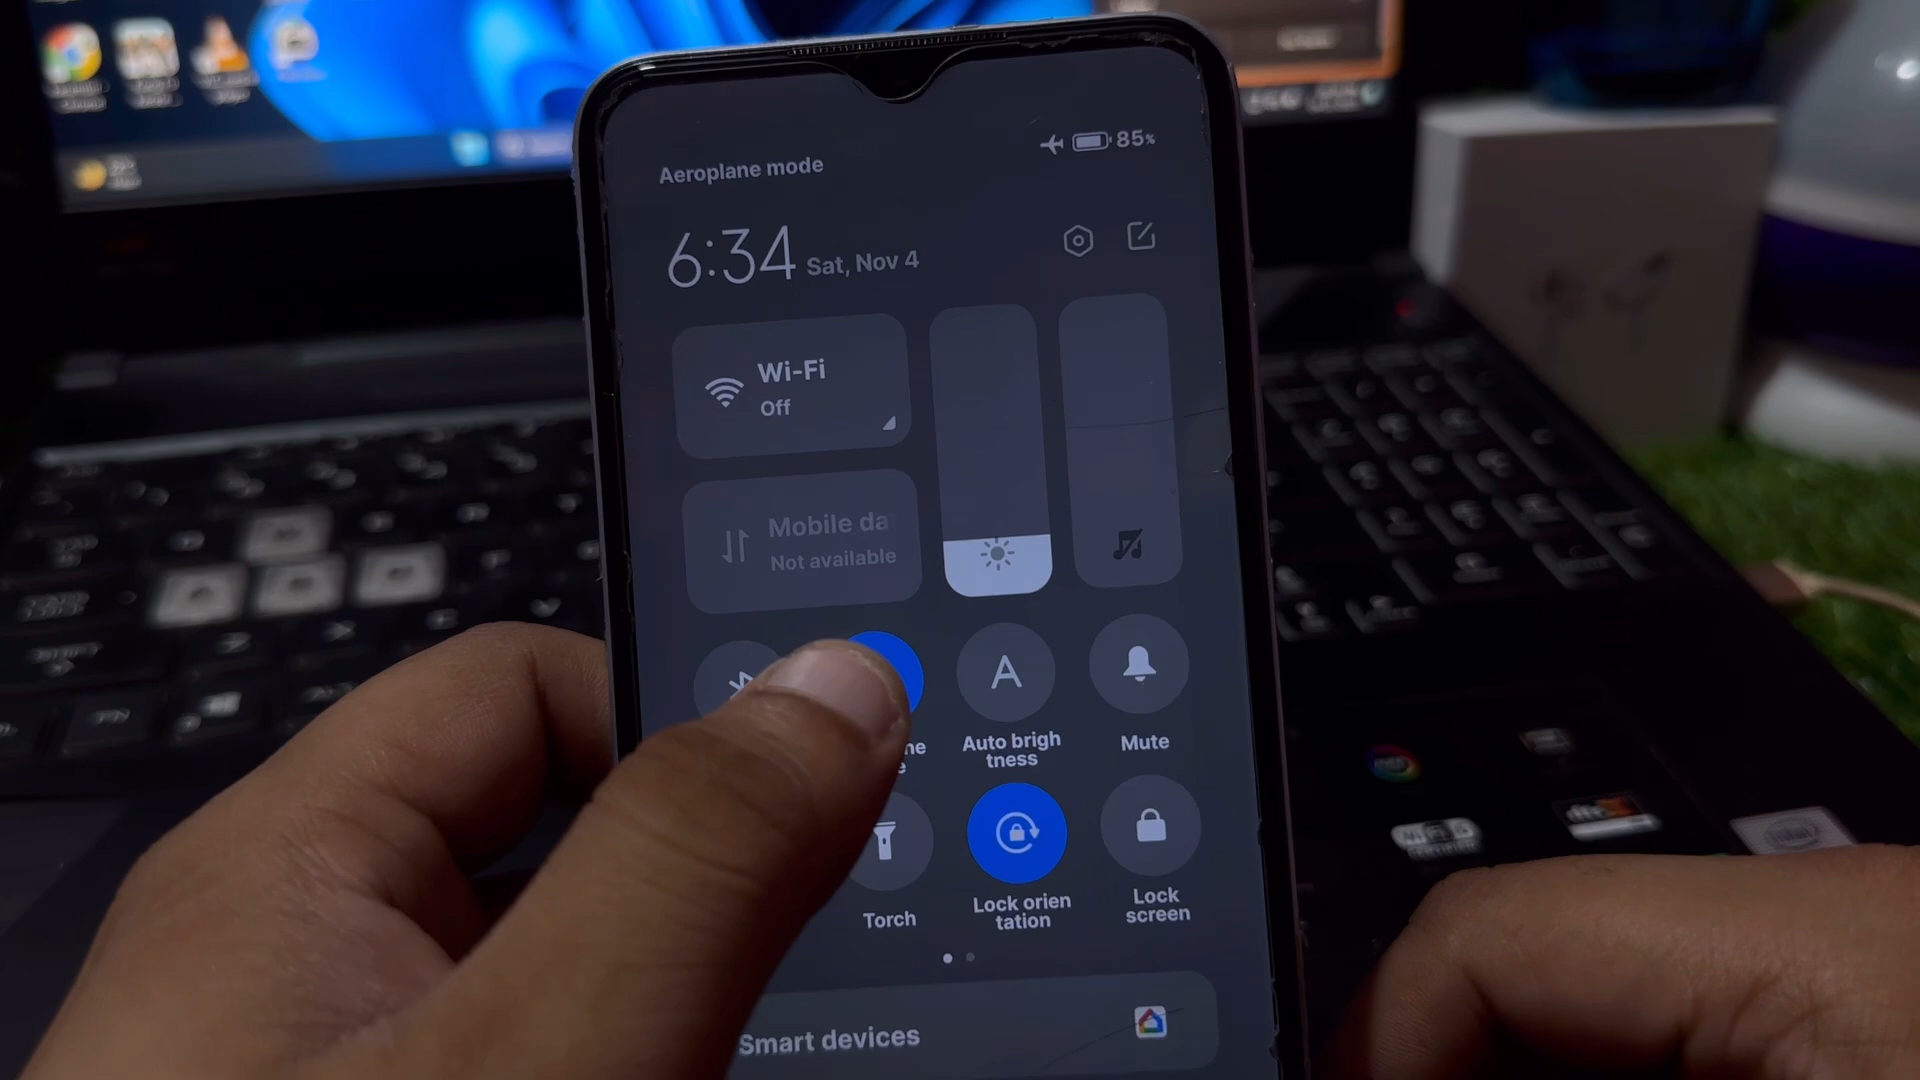 85%
Aeroplane mode
6:34 Sat, Nov 4
Wi-Fi
Off
Mobile da
Not available
Auto brigh
tness
Mute
Torch
Lock orien
tation
Lock
screen
Smart devices